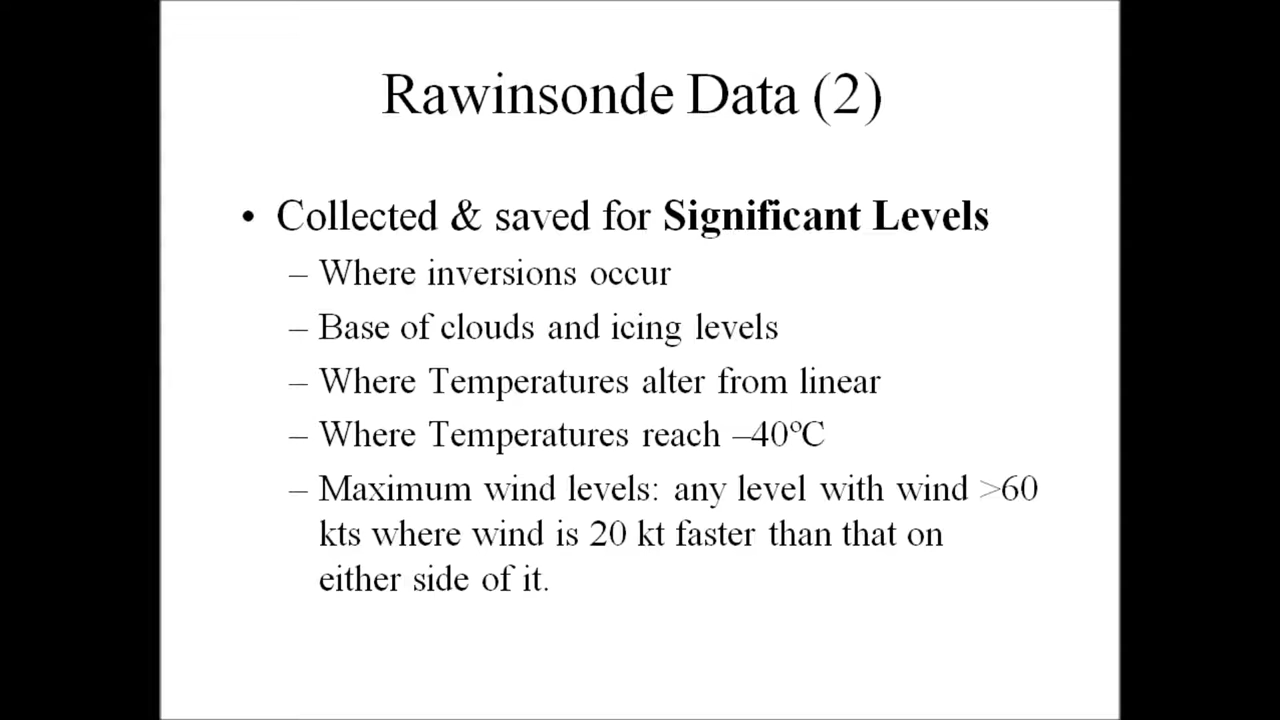 Rawinsonde Data (2)
• Collected & saved for Significant Levels
– Where inversions occur
– Base of clouds and icing levels
– Where Temperatures alter from linear
– Where Temperatures reach –40ºC
– Maximum wind levels: any level with wind >60
kts where wind is 20 kt faster than that on
either side of it.